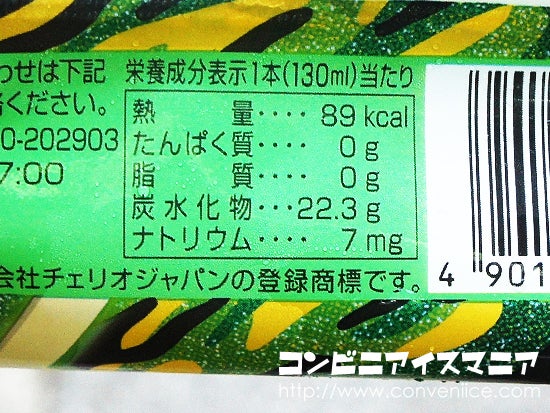 わせは下記
ください。
0-202903
7:00
栄養成分表示1本(130ml)当たり
熱量････89 kcal
たんぱく質････0 g
脂質････0 g
炭水化物･･22.3 g
ナトリウム････7 mg
会社チェリオジャパンの登録商標です。
4 901
コンビニアイスマニア
http://www.conveniice.com/